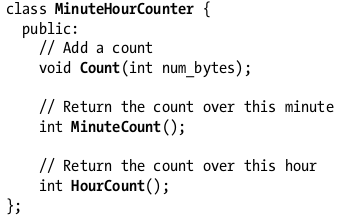 class MinuteHourCounter {
  public:
    // Add a count
    void Count(int num_bytes);

    // Return the count over this minute
    int MinuteCount();

    // Return the count over this hour
    int HourCount();
};